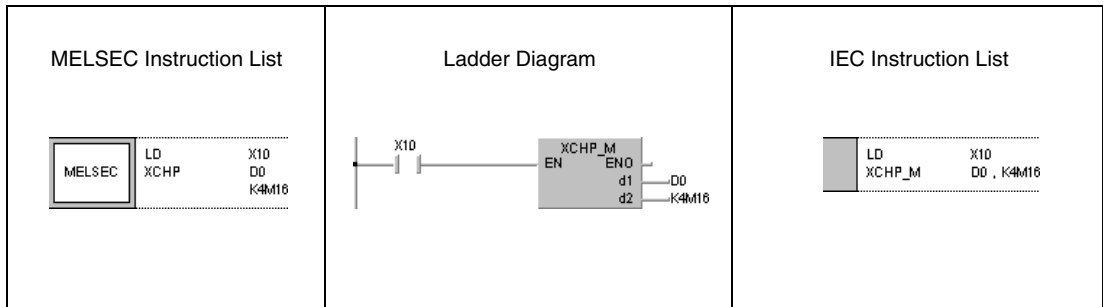 MELSEC Instruction List
MELSEC
LD X10
XCHP D0
K4M16
Ladder Diagram
X10
XCHP_M
EN ENO
d1 D0
d2 K4M16
IEC Instruction List
LD X10
XCHP_M D0 , K4M16